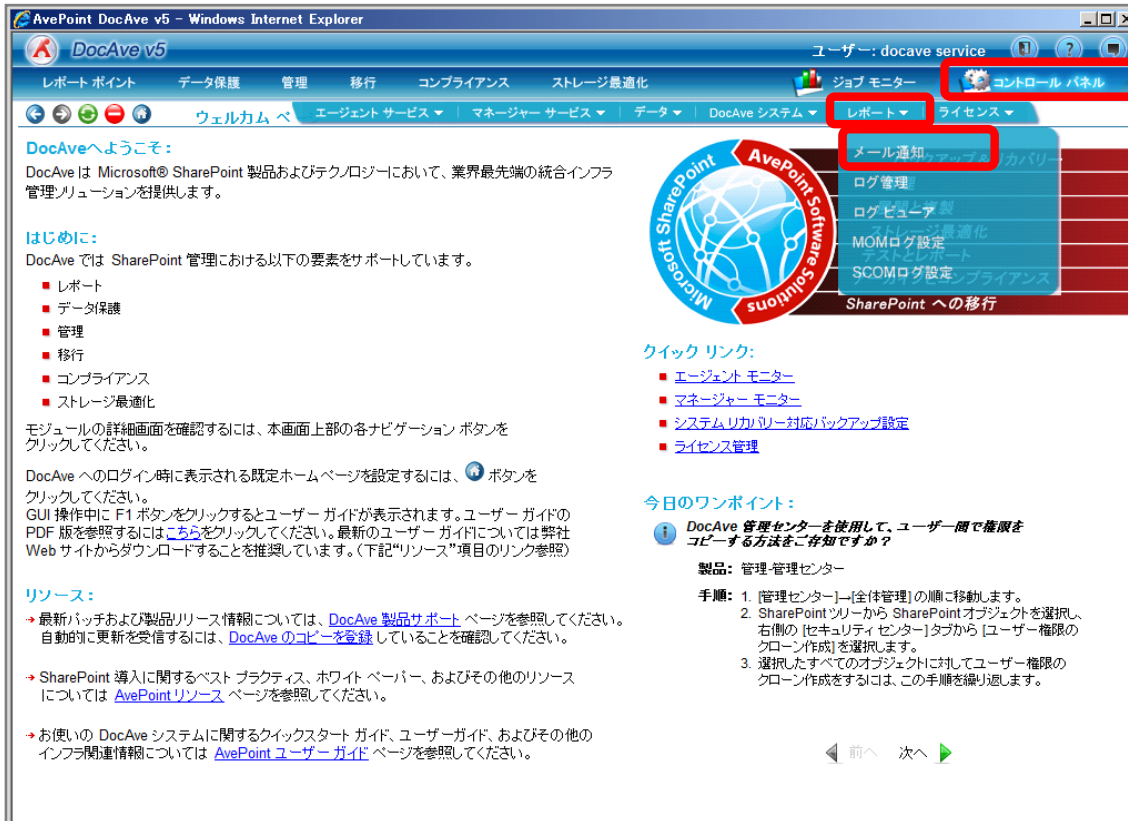 AvePoint DocAve v5 - Windows Internet Explorer
DocAve v5
ユーザー: docave service
レポート ポイント データ保護 管理 移行 コンプライアンス ストレージ最適化 ジョブ モニター コントロール パネル
ウェルカム ペ エージェント サービス マネージャー サービス データ DocAve システム レポート ライセンス
メール通知
ログ管理
ログ ビューア
MOMログ設定
SCOMログ設定
バックアップ&リカバリー
ストレージ最適化
テストとレポート
SharePoint への移行
Microsoft SharePoint
AvePoint Software Solutions
DocAveへようこそ:
DocAve は Microsoft® SharePoint 製品およびテクノロジーにおいて、業界最先端の統合インフラ
管理ソリューションを提供します。
はじめに:
DocAve では SharePoint 管理における以下の要素をサポートしています。
レポート
データ保護
管理
移行
コンプライアンス
ストレージ最適化
モジュールの詳細画面を確認するには、本画面上部の各ナビゲーション ボタンを
クリックしてください。
DocAve へのログイン時に表示される既定ホームページを設定するには、 ボタンを
クリックしてください。
GUI 操作中に F1 ボタンをクリックするとユーザー ガイドが表示されます。ユーザー ガイドの
PDF 版を参照するにはこちらをクリックしてください。最新のユーザー ガイドについては弊社
Web サイトからダウンロードすることを推奨しています。(下記“リソース”項目のリンク参照)
リソース:
最新パッチおよび製品リリース情報については、DocAve 製品サポート ページを参照してください。
自動的に更新を受信するには、DocAve のコピーを登録 していることを確認してください。
SharePoint 導入に関するベスト プラクティス、ホワイト ペーパー、およびその他のリソース
については AvePoint リソース ページを参照してください。
お使いの DocAve システムに関するクイックスタート ガイド、ユーザーガイド、およびその他の
インフラ関連情報については AvePoint ユーザー ガイド ページを参照してください。
クイック リンク:
エージェント モニター
マネージャー モニター
システム リカバリー対応バックアップ設定
ライセンス管理
今日のワンポイント:
DocAve 管理センターを使用して、ユーザー間で権限を
コピーする方法をご存知ですか?
製品: 管理-管理センター
手順: 1. [管理センター]→[全体管理] の順に移動します。
2. SharePoint ツリーから SharePoint オブジェクトを選択し、
右側の [セキュリティ センター] タブから [ユーザー権限の
クローン作成] を選択します。
3. 選択したすべてのオブジェクトに対してユーザー権限の
クローン作成をするには、この手順を繰り返します。
前へ 次へ